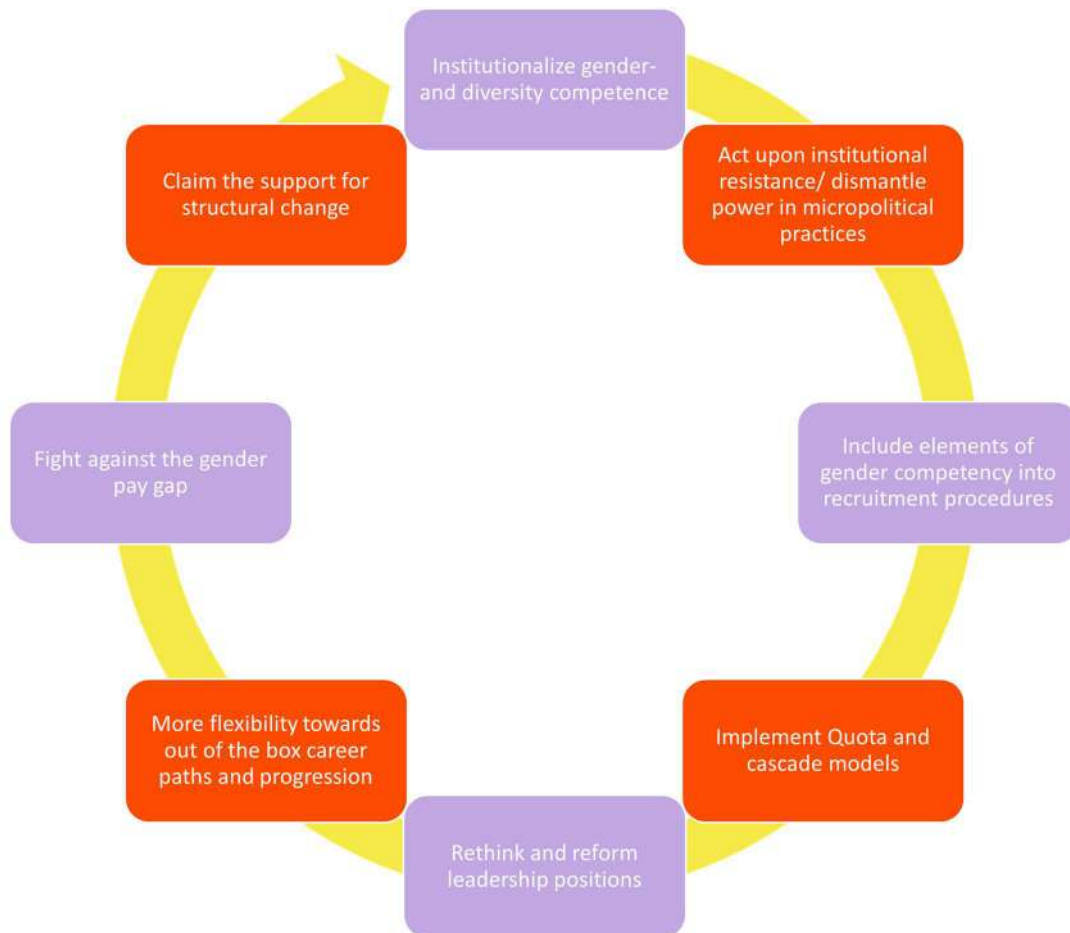 Institutionalize gender-
and diversity competence
Act upon institutional
resistance/ dismantle
power in micropolitical
practices
Include elements of
gender competency into
recruitment procedures
Implement Quota and
cascade models
Rethink and reform
leadership positions
More flexibility towards
out of the box career
paths and progression
Fight against the gender
pay gap
Claim the support for
structural change